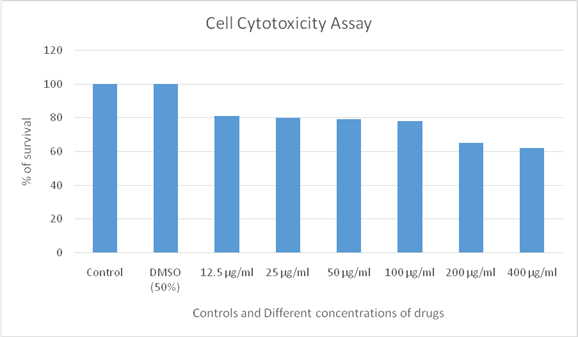 Cell Cytotoxicity Assay
120
100
80
60
40
20
0
% of survival
Control DMSO 12.5 µg/ml 25 µg/ml 50 µg/ml 100 µg/ml 200 µg/ml 400 µg/ml
(50%)
Controls and Different concentrations of drugs